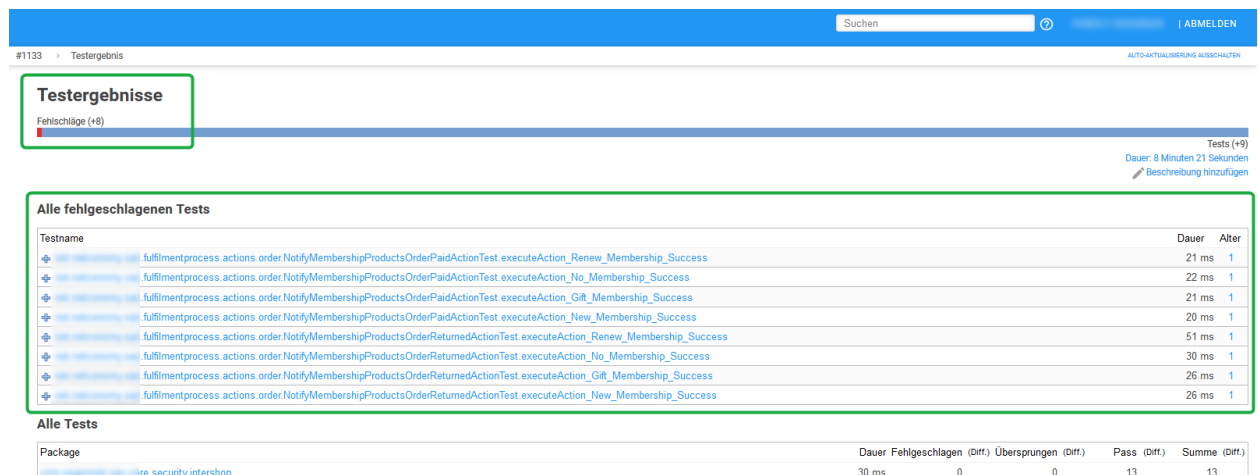 Suchen
| ABMELDEN
#1133 Testergebnis AUTO-AKTUALISIERUNG AUSSCHALTEN
Testergebnisse
Fehlschläge (+8)
Tests (+9)
Dauer: 8 Minuten 21 Sekunden
Beschreibung hinzufügen
Alle fehlgeschlagenen Tests
Testname Dauer Alter
.fulfilmentprocess.actions.order.NotifyMembershipProductsOrderPaidActionTest.executeAction_Renew_Membership_Success 21 ms 1
.fulfilmentprocess.actions.order.NotifyMembershipProductsOrderPaidActionTest.executeAction_No_Membership_Success 22 ms 1
.fulfilmentprocess.actions.order.NotifyMembershipProductsOrderPaidActionTest.executeAction_Gift_Membership_Success 21 ms 1
.fulfilmentprocess.actions.order.NotifyMembershipProductsOrderPaidActionTest.executeAction_New_Membership_Success 20 ms 1
.fulfilmentprocess.actions.order.NotifyMembershipProductsOrderReturnedActionTest.executeAction_Renew_Membership_Success 51 ms 1
.fulfilmentprocess.actions.order.NotifyMembershipProductsOrderReturnedActionTest.executeAction_No_Membership_Success 30 ms 1
.fulfilmentprocess.actions.order.NotifyMembershipProductsOrderReturnedActionTest.executeAction_Gift_Membership_Success 26 ms 1
.fulfilmentprocess.actions.order.NotifyMembershipProductsOrderReturnedActionTest.executeAction_New_Membership_Success 26 ms 1
Alle Tests
Package Dauer Fehlgeschlagen (Diff.) Übersprungen (Diff.) Pass (Diff.) Summe (Diff.)
re.security.intershop 30 ms 0 0 13 13